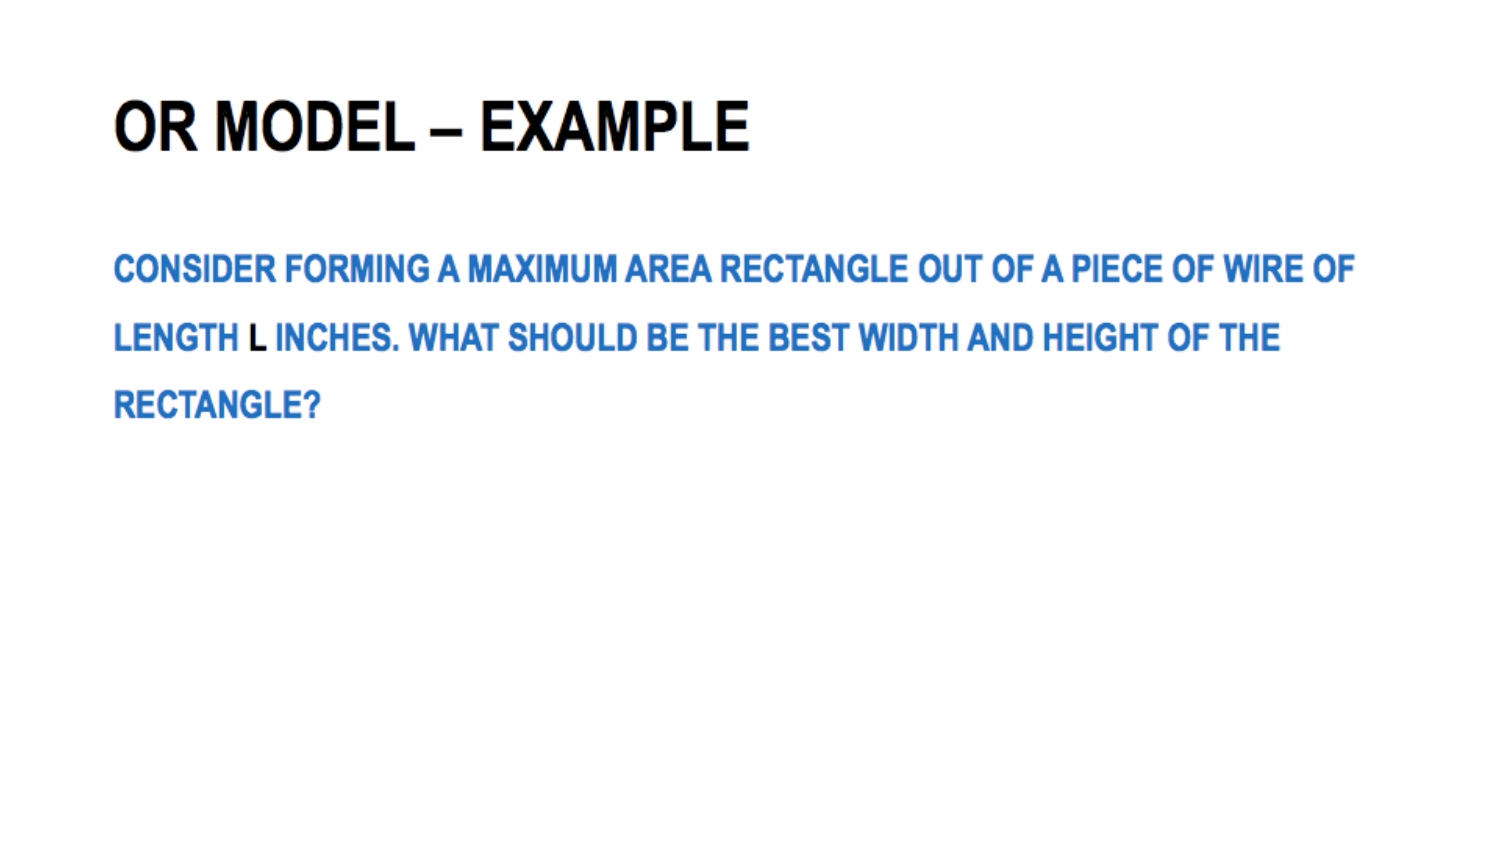 OR MODEL – EXAMPLE
CONSIDER FORMING A MAXIMUM AREA RECTANGLE OUT OF A PIECE OF WIRE OF
LENGTH L INCHES. WHAT SHOULD BE THE BEST WIDTH AND HEIGHT OF THE
RECTANGLE?